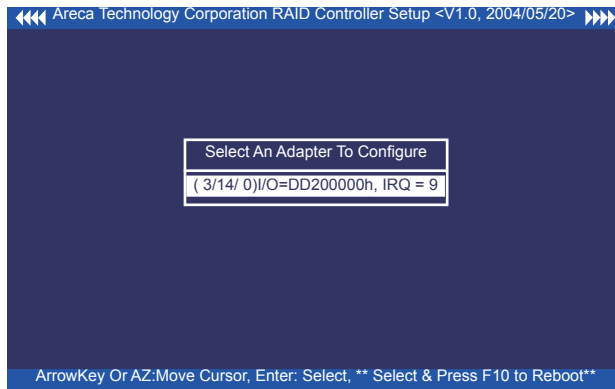 Areca Technology Corporation RAID Controller Setup <V1.0, 2004/05/20>
Select An Adapter To Configure
( 3/14/ 0)I/O=DD200000h, IRQ = 9
ArrowKey Or AZ:Move Cursor, Enter: Select, ** Select & Press F10 to Reboot**